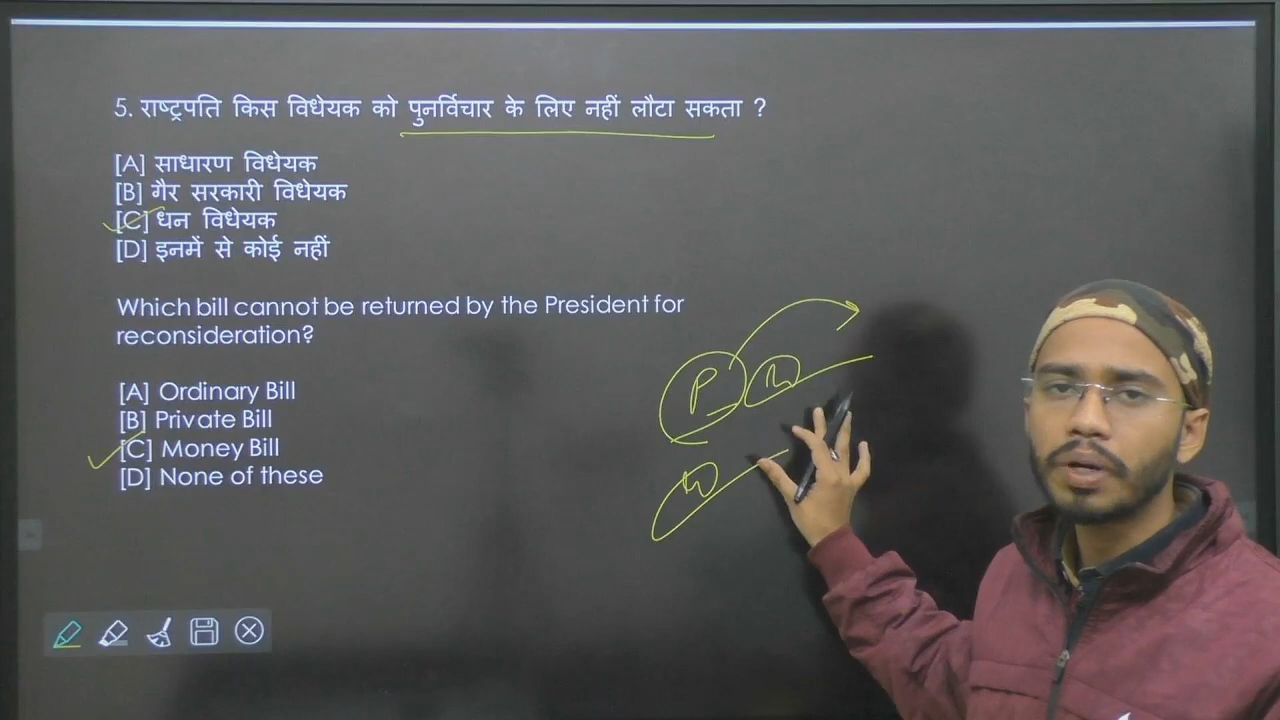 5. राष्ट्रपति किस विधेयक को पुनर्विचार के लिए नहीं लौटा सकता ?
[A] साधारण विधेयक
[B] गैर सरकारी विधेयक
[C] धन विधेयक
[D] इनमें से कोई नहीं
Which bill cannot be returned by the President for
reconsideration?
[A] Ordinary Bill
[B] Private Bill
[C] Money Bill
[D] None of these
P